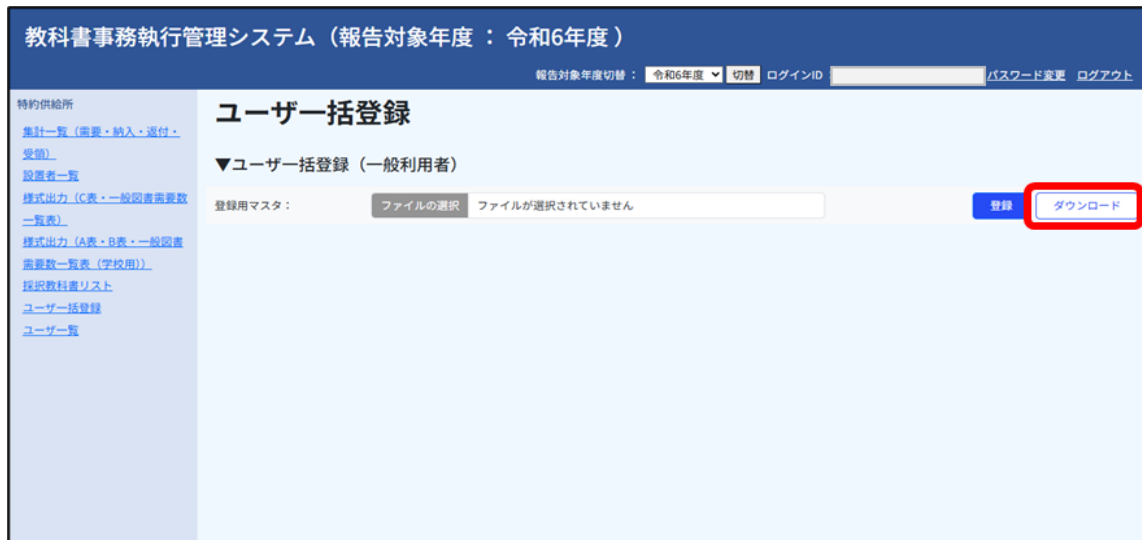 教科書事務執行管理システム（報告対象年度 ： 令和6年度 ）
報告対象年度切替 ： 令和6年度 切替 ログインID パスワード変更 ログアウト
特約供給所
集計一覧（需要・納入・返付・
受領）
設置者一覧
様式出力（C表・一般図書需要数
一覧表）
様式出力（A表・B表・一般図書
需要数一覧表（学校用））
採択教科書リスト
ユーザ一括登録
ユーザ一覧
ユーザ一括登録
▼ユーザ一括登録（一般利用者）
登録用マスタ： ファイルの選択 ファイルが選択されていません 登録 ダウンロード